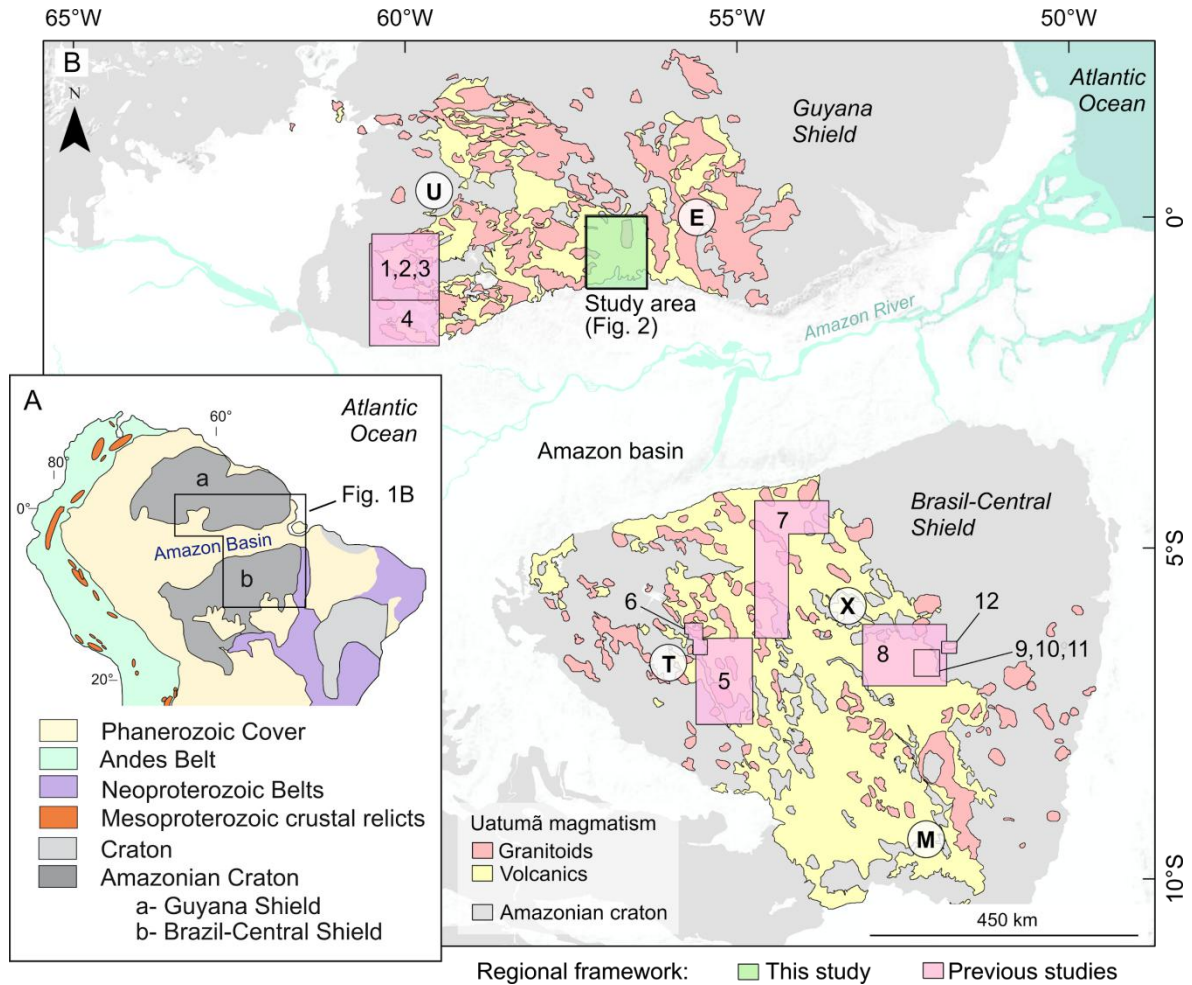 65°W 60°W 55°W 50°W
B
N
Guyana
Shield
Atlantic
Ocean
U
E
0°
1,2,3
4
Study area
(Fig. 2)
Amazon River
A
Atlantic
Ocean
60°
80°
a
Fig. 1B
0°
Amazon Basin
b
20°
Phanerozoic Cover
Andes Belt
Neoproterozoic Belts
Mesoproterozoic crustal relicts
Craton
Amazonian Craton
a- Guyana Shield
b- Brazil-Central Shield
Amazon basin
Brasil-Central
Shield
7
5°S
X
6
12
T
5
8
9,10,11
M
10°S
Uatumã magmatism
Granitoids
Volcanics
Amazonian craton
450 km
Regional framework: This study Previous studies